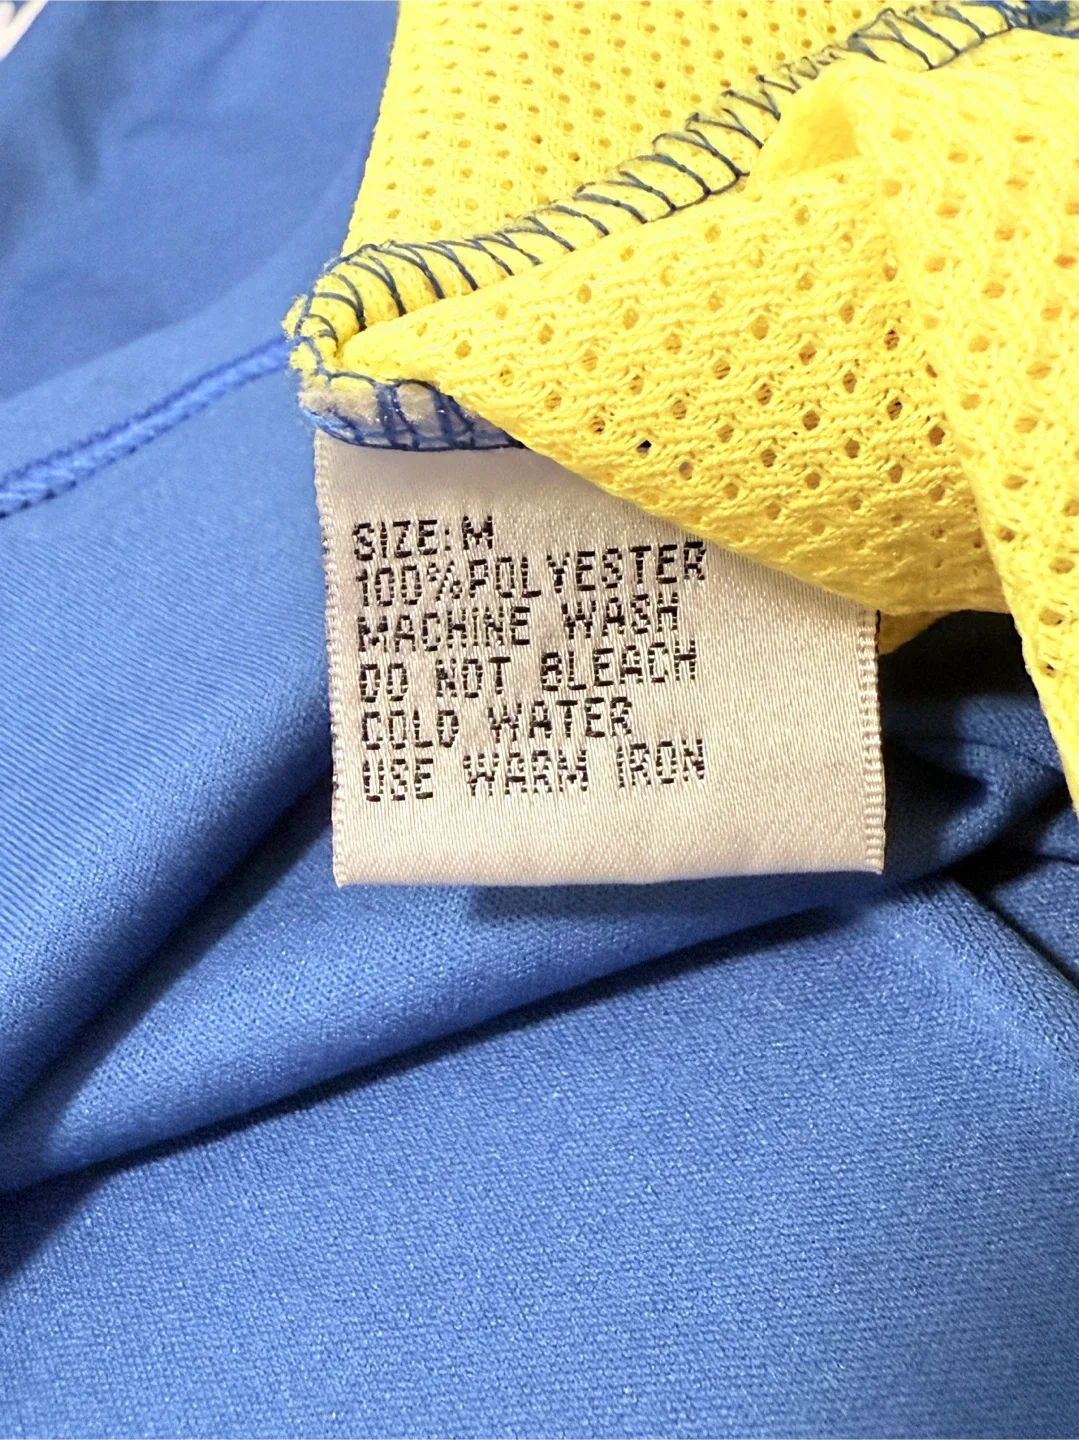 SIZE:M
100%POLYESTER
MACHINE WASH
DO NOT BLEACH
COLD WATER
USE WARM IRON